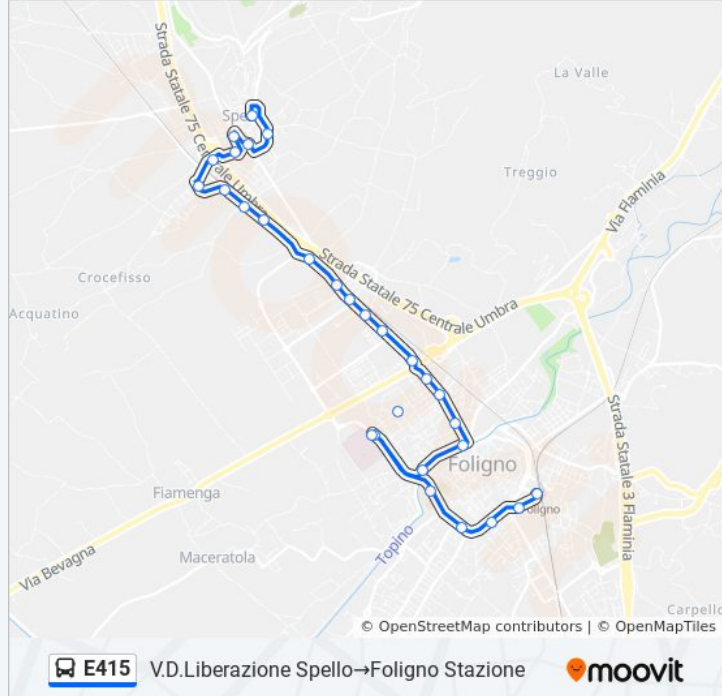 La Valle
Strada Statale 75 Centrale Umbra
Spe
Treggio
Via Flaminia
Strada Statale 75 Centrale Umbra
Crocefisso
Acquatino
Strada Statale 3 Flaminia
Foligno
Fiamenga
Foligno
Topino
Maceratola
Via Bevagna
Carpello
© OpenStreetMap contributors | © OpenMapTiles
E415 V.D.Liberazione Spello→Foligno Stazione
moovit